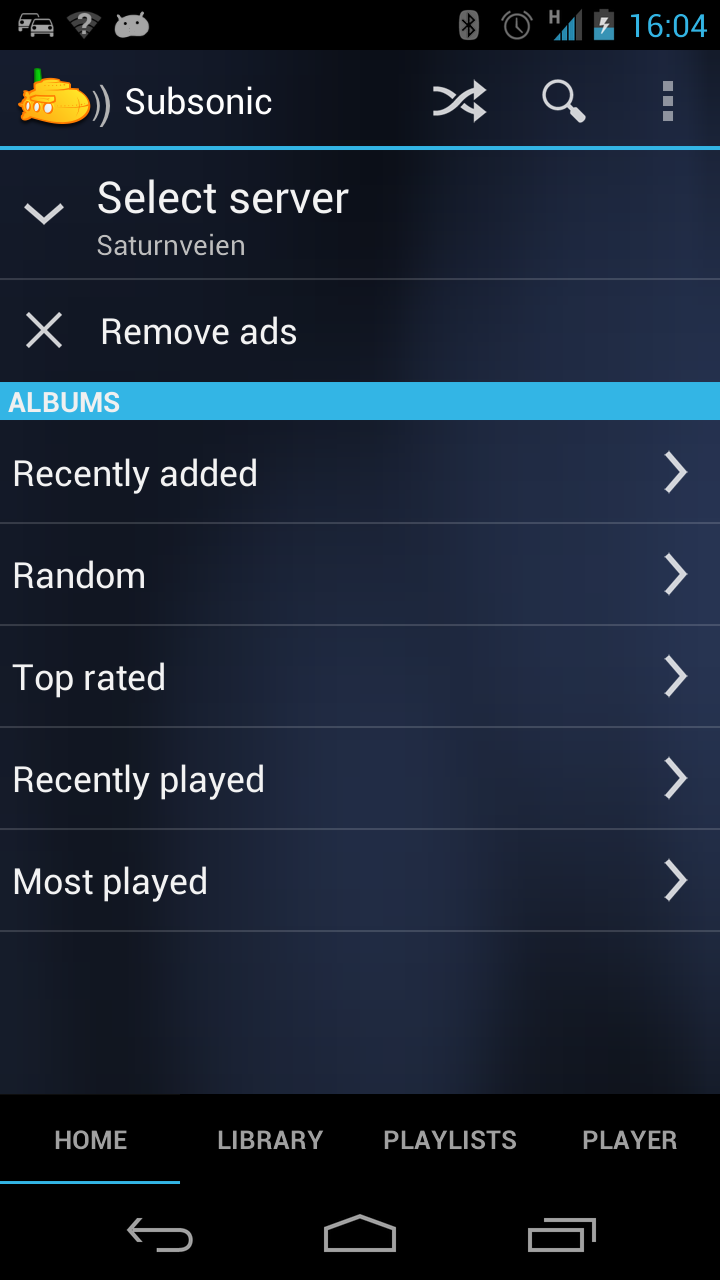 H 16:04
Subsonic
Select server
Saturnveien
Remove ads
ALBUMS
Recently added
Random
Top rated
Recently played
Most played
HOME LIBRARY PLAYLISTS PLAYER